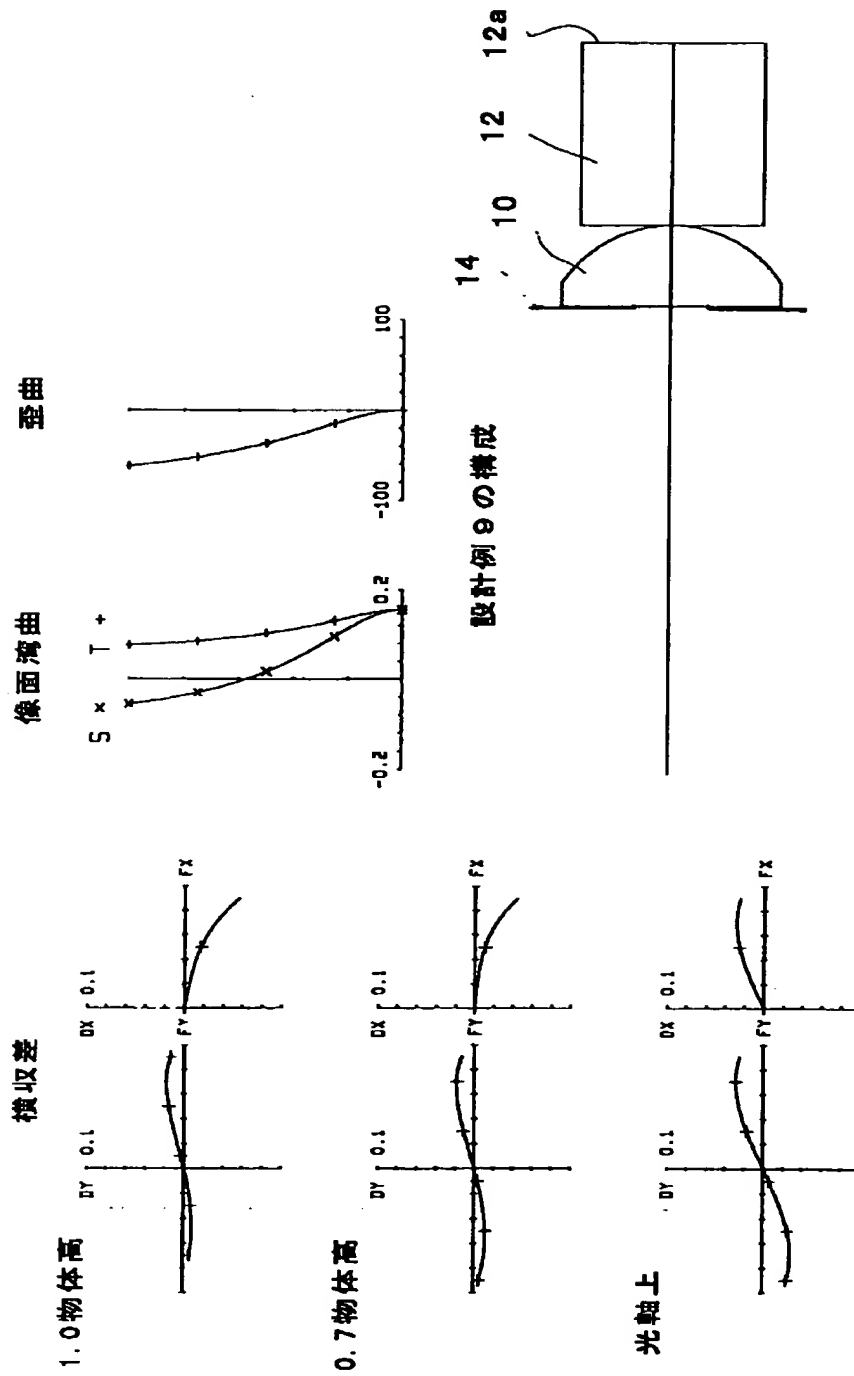 横収差
1.0物体高
DY 0.1
FY
DX 0.1
FX
0.7物体高
DY 0.1
FY
DX 0.1
FX
光軸上
DY 0.1
FY
DX 0.1
FX
像面湾曲
S × T +
-0.2 0.2
歪曲
-100 100
設計例9の構成
14 10 12 12a